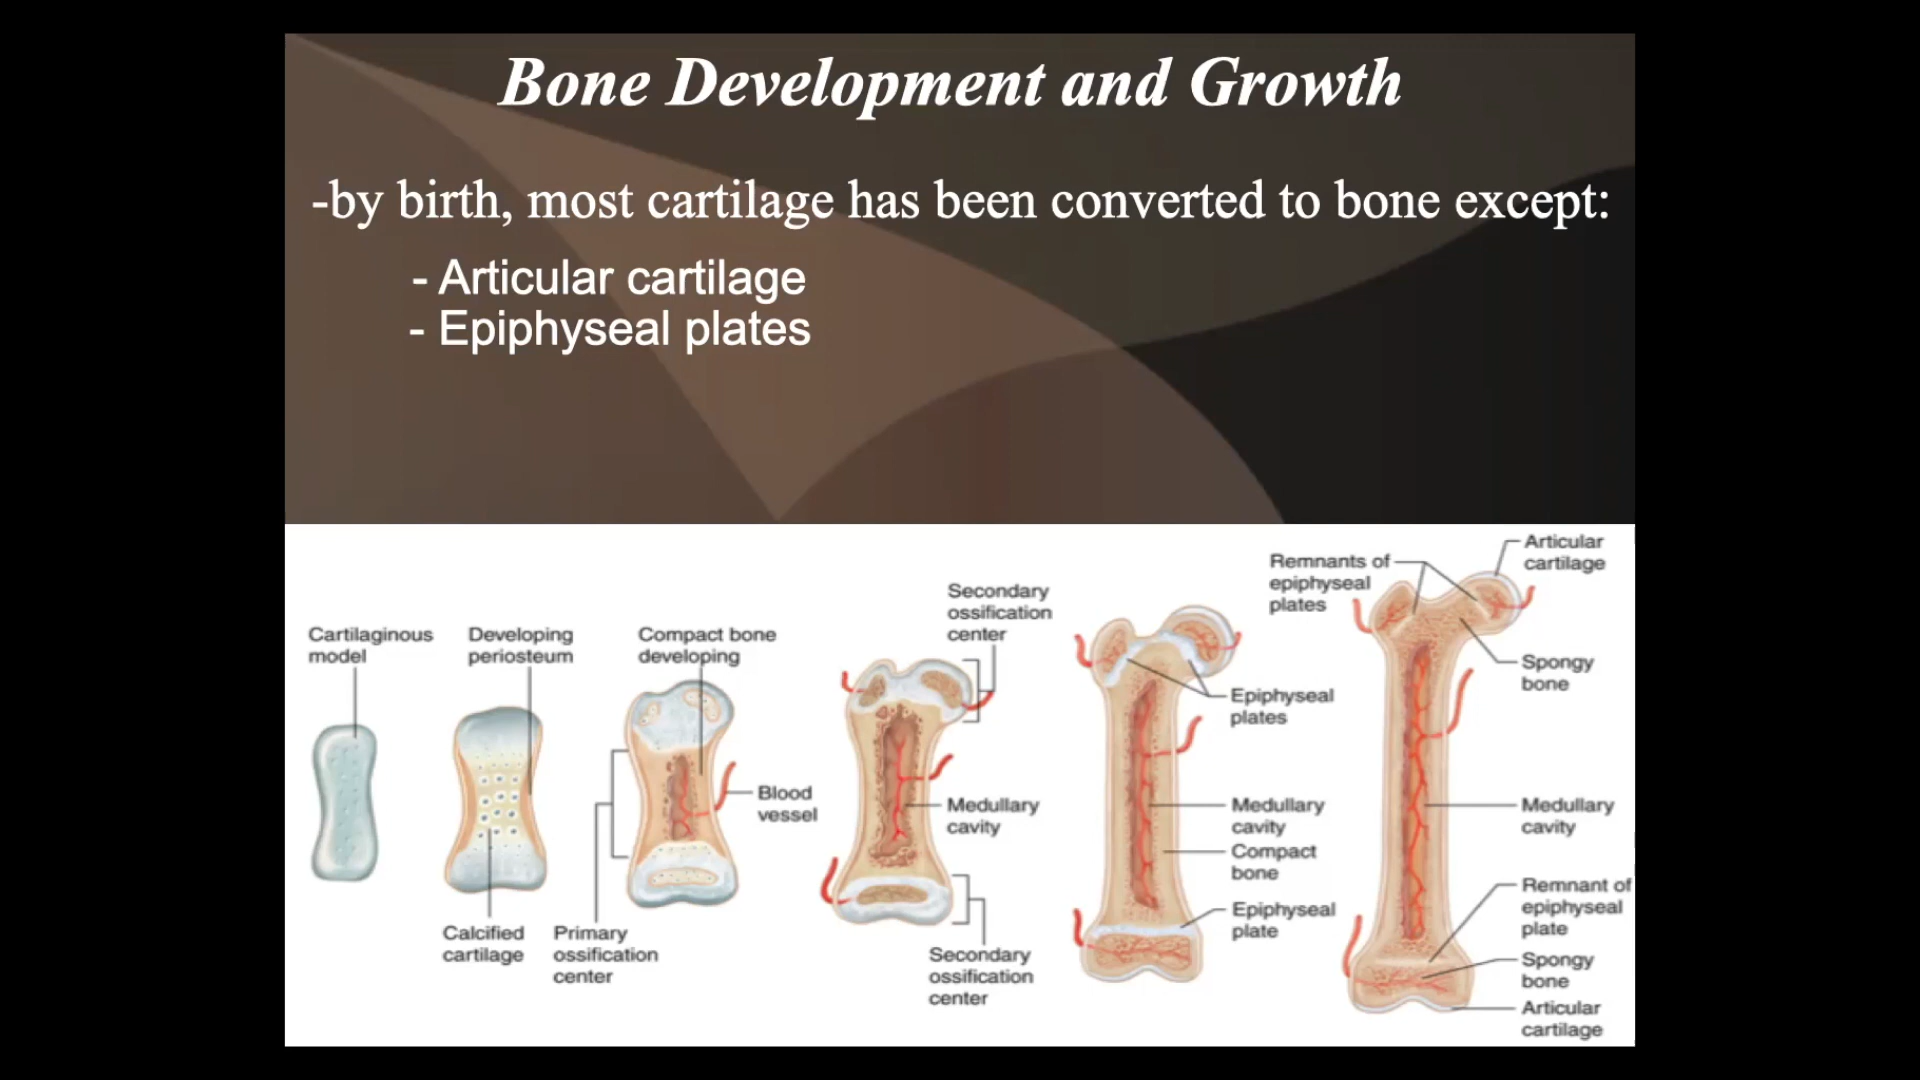 Bone Development and Growth
-by birth, most cartilage has been converted to bone except:
- Articular cartilage
- Epiphyseal plates
Cartilaginous
model
Developing
periosteum
Calcified
cartilage
Compact bone
developing
Primary
ossification
center
Blood
vessel
Secondary
ossification
center
Medullary
cavity
Secondary
ossification
center
Epiphyseal
plates
Medullary
cavity
Compact
bone
Epiphyseal
plate
Remnants of
epiphyseal
plates
Articular
cartilage
Spongy
bone
Medullary
cavity
Remnant of
epiphyseal
plate
Spongy
bone
Articular
cartilage